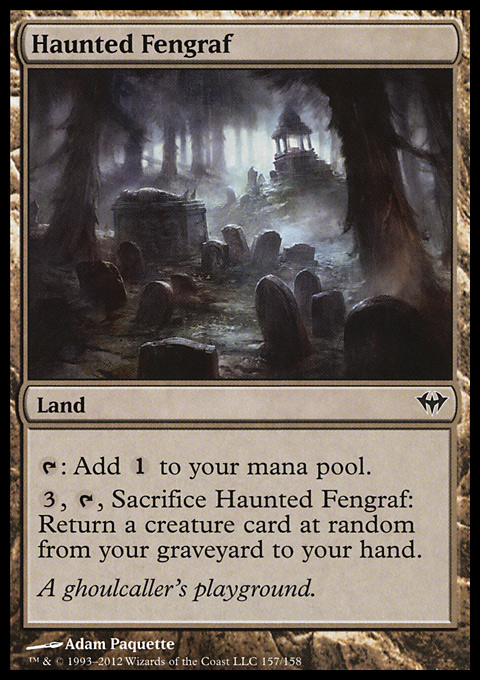 Haunted Fengraf
Land
: Add 1 to your mana pool.
3, , Sacrifice Haunted Fengraf:
Return a creature card at random
from your graveyard to your hand.
A ghoulcaller's playground.
Adam Paquette
™ & © 1993–2012 Wizards of the Coast LLC 157/158